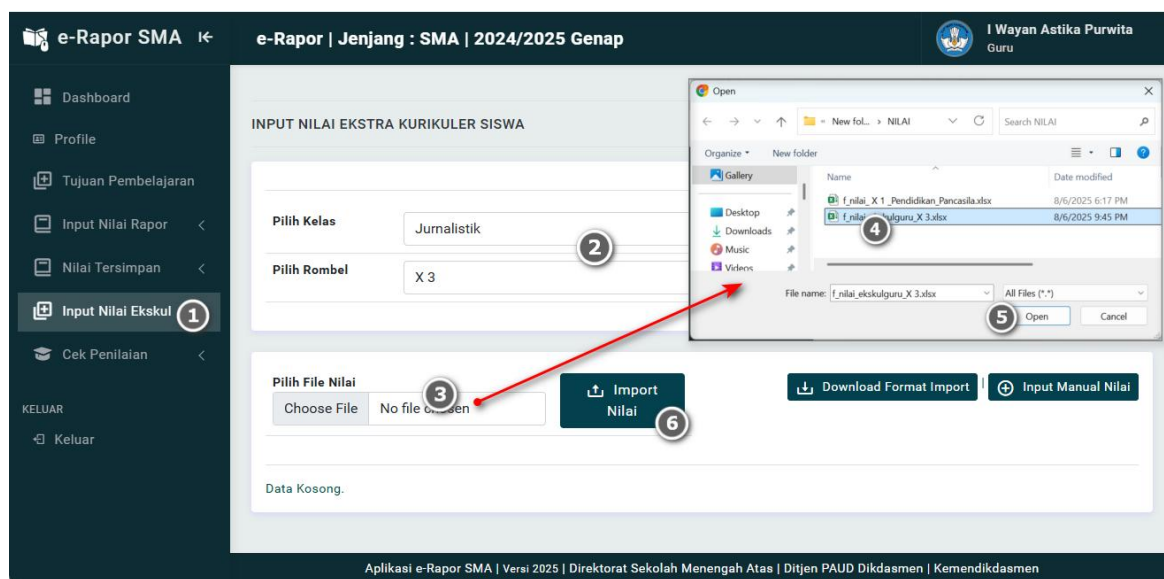 e-Rapor SMA
e-Rapor | Jenjang : SMA | 2024/2025 Genap
I Wayan Astika Purwita
Guru
Dashboard
Profile
Tujuan Pembelajaran
Input Nilai Rapor
Nilai Tersimpan
Input Nilai Ekskul
1
Cek Penilaian
KELUAR
Keluar
INPUT NILAI EKSTRA KURIKULER SISWA
Pilih Kelas
Jurnalistik
2
Pilih Rombel
X 3
Open
New fol... › NILAI
Search NILAI
Organize
New folder
Gallery
Desktop
Downloads
Music
Videos
Name
Date modified
f_nilai_ X 1 _Pendidikan_Pancasila.xlsx
8/6/2025 6:17 PM
X 3.xlsx
8/6/2025 9:45 PM
4
File name:
f_nilai_ekskulguru_X 3.xlsx
All Files (*.*)
5
Open
Cancel
Pilih File Nilai
Choose File
No file chosen
3
Import
Nilai
6
Download Format Import
|
Input Manual Nilai
Data Kosong.
Aplikasi e-Rapor SMA | Versi 2025 | Direktorat Sekolah Menengah Atas | Ditjen PAUD Dikdasmen | Kemendikdasmen